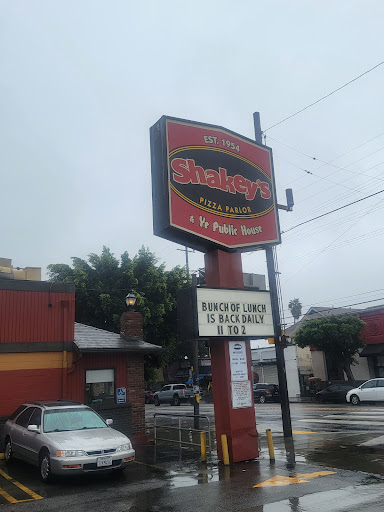 EST. 1954
Shakey's
PIZZA PARLOR
& Ye Public House
BUNCH OF LUNCH
IS BACK DAILY
11 TO 2